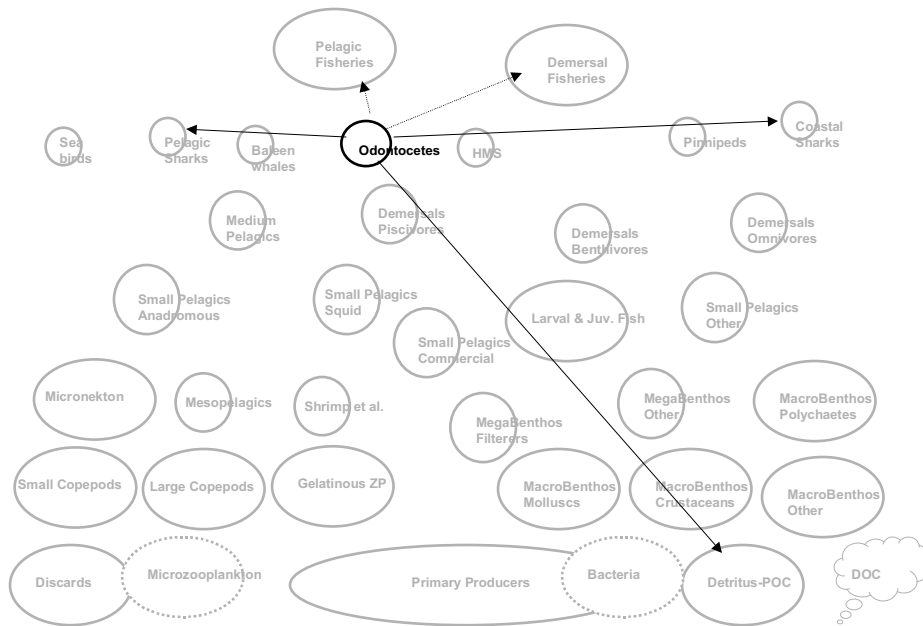 Pelagic
Fisheries
Demersal
Fisheries
Sea
birds
Pelagic
Sharks
Baleen
whales
Odontocetes
HMS
Pinnipeds
Coastal
Sharks
Medium
Pelagics
Demersals
Piscivores
Demersals
Benthivores
Demersals
Omnivores
Small Pelagics
Anadromous
Small Pelagics
Squid
Small Pelagics
Commercial
Larval & Juv. Fish
Small Pelagics
Other
Micronekton
Mesopelagics
Shrimp et al.
MegaBenthos
Filterers
MegaBenthos
Other
MacroBenthos
Polychaetes
Small Copepods
Large Copepods
Gelatinous ZP
MacroBenthos
Molluscs
MacroBenthos
Crustaceans
MacroBenthos
Other
Discards
Microzooplankton
Primary Producers
Bacteria
Detritus-POC
DOC